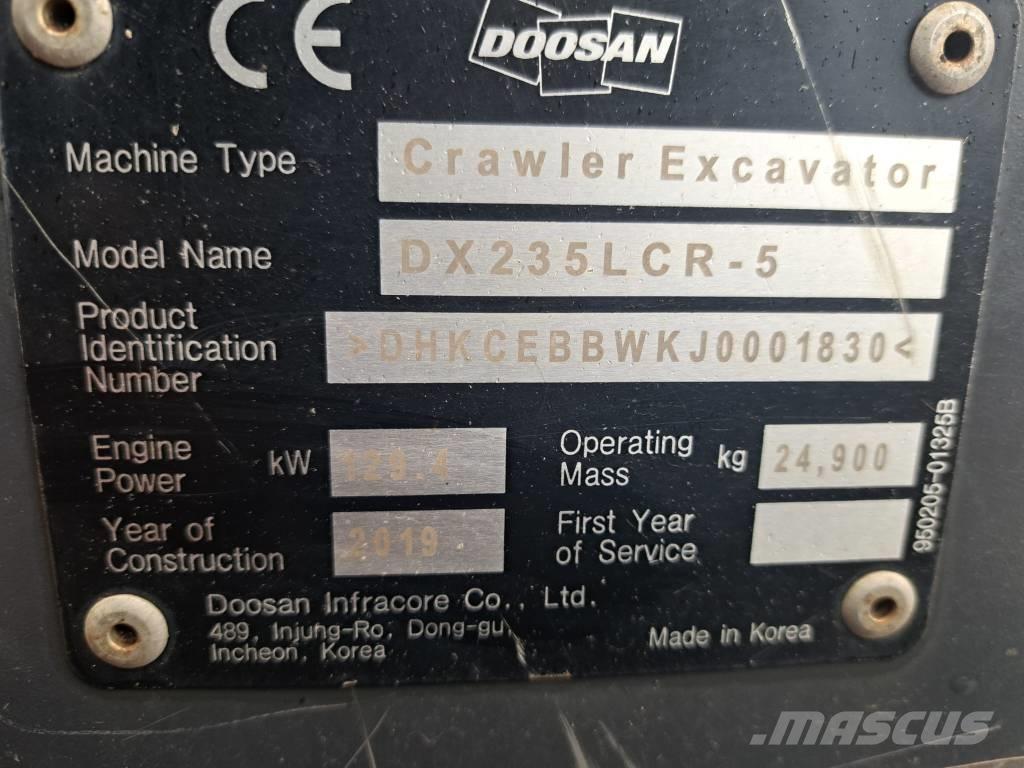 CE
DOOSAN
Machine Type Crawler Excavator
Model Name DX235LCR-5
Product
Identification
Number
>DHKCEBBWKJ0001830<
Engine
Power
kW 129.4
Operating
Mass
kg 24,900
Year of
Construction
2019
First Year
of Service
Doosan Infracore Co., Ltd.
489, Injung-Ro, Dong-gu,
Incheon, Korea
Made in Korea
950205-01325B
MASCUS